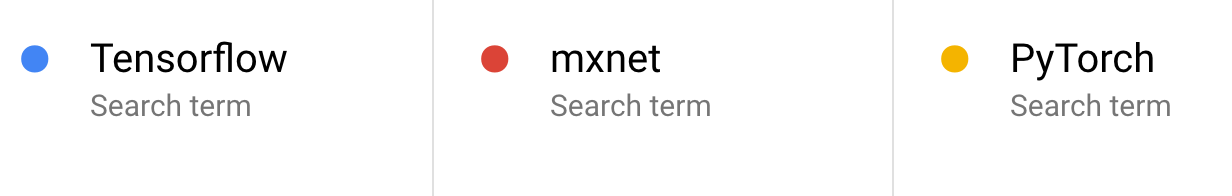 Tensorflow
Search term
mxnet
Search term
PyTorch
Search term